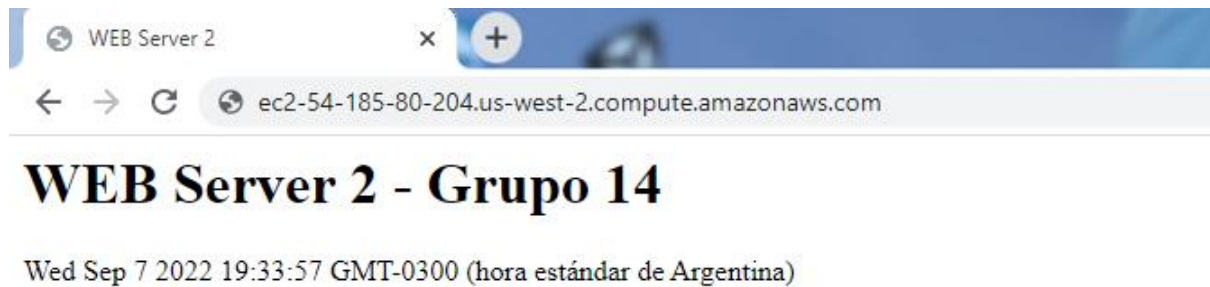 WEB Server 2
ec2-54-185-80-204.us-west-2.compute.amazonaws.com
WEB Server 2 - Grupo 14
Wed Sep 7 2022 19:33:57 GMT-0300 (hora estándar de Argentina)